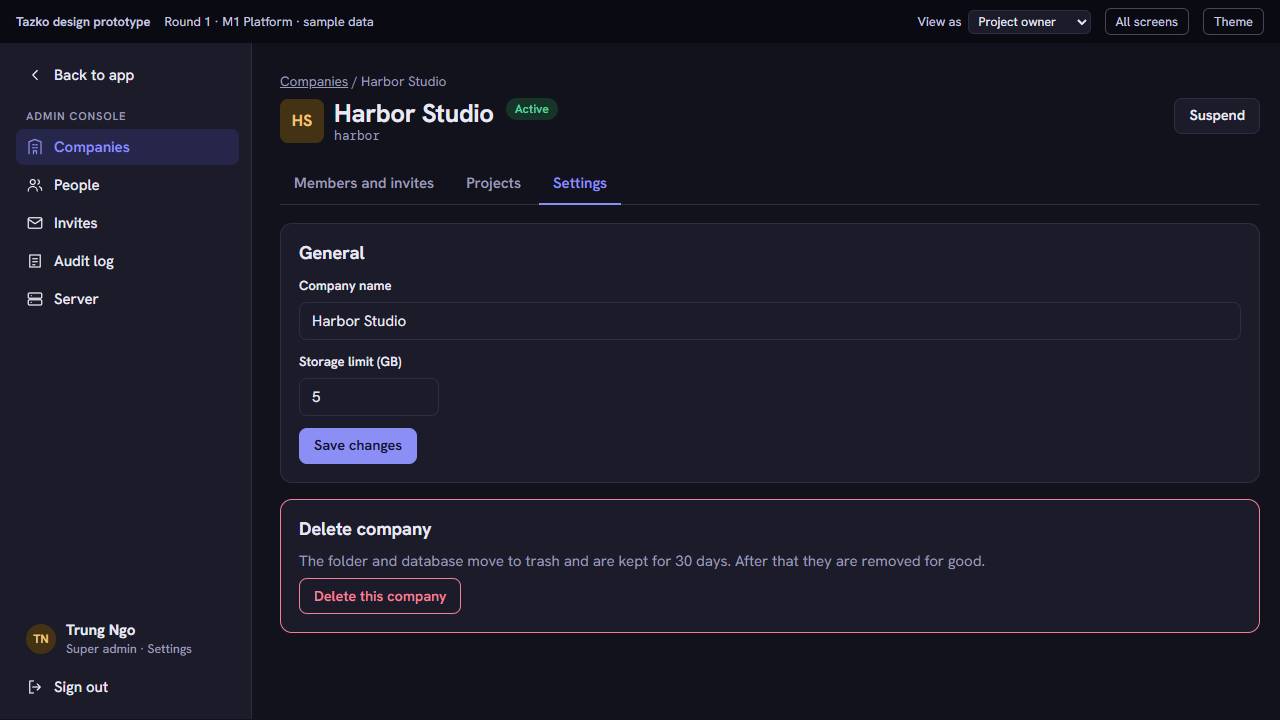 Tazko design prototype Round 1 · M1 Platform · sample data View as Project owner All screens Theme
Back to app
ADMIN CONSOLE
Companies
People
Invites
Audit log
Server
TN Trung Ngo
Super admin · Settings
Sign out
Companies / Harbor Studio
HS Harbor Studio Active
harbor
Suspend
Members and invites Projects Settings
General
Company name
Harbor Studio
Storage limit (GB)
5
Save changes
Delete company
The folder and database move to trash and are kept for 30 days. After that they are removed for good.
Delete this company